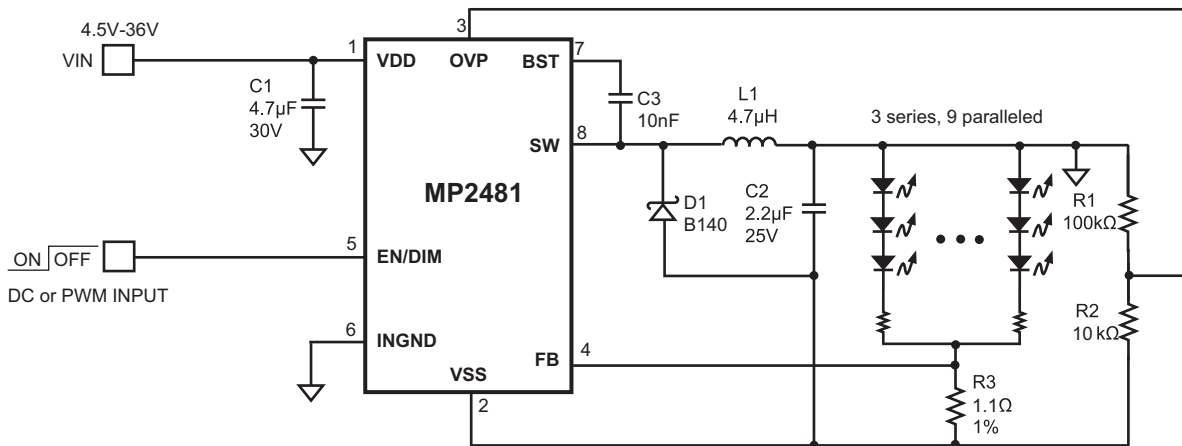 4.5V-36V
VIN
1
VDD
3
OVP
BST
7
C1
4.7µF
30V
C3
10nF
L1
4.7µH
3 series, 9 paralleled
8
SW
MP2481
D1
B140
C2
2.2µF
25V
R1
100kΩ
ON OFF
5
EN/DIM
DC or PWM INPUT
R2
10 kΩ
6
INGND
FB
4
VSS
2
R3
1.1Ω
1%